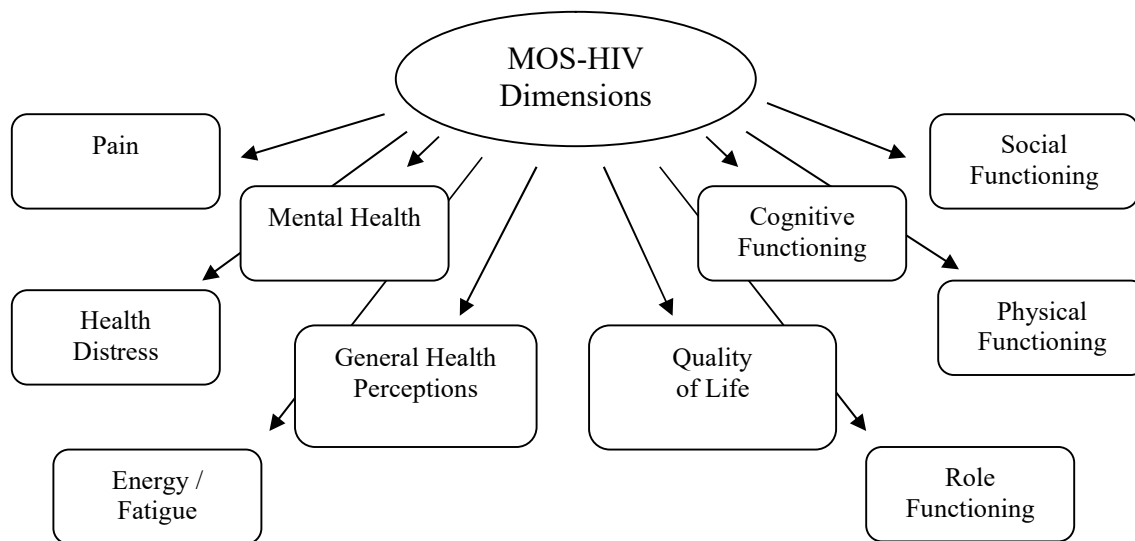 MOS-HIV
Dimensions
Pain
Social
Functioning
Mental Health
Cognitive
Functioning
Health
Distress
Physical
Functioning
General Health
Perceptions
Quality
of Life
Energy /
Fatigue
Role
Functioning